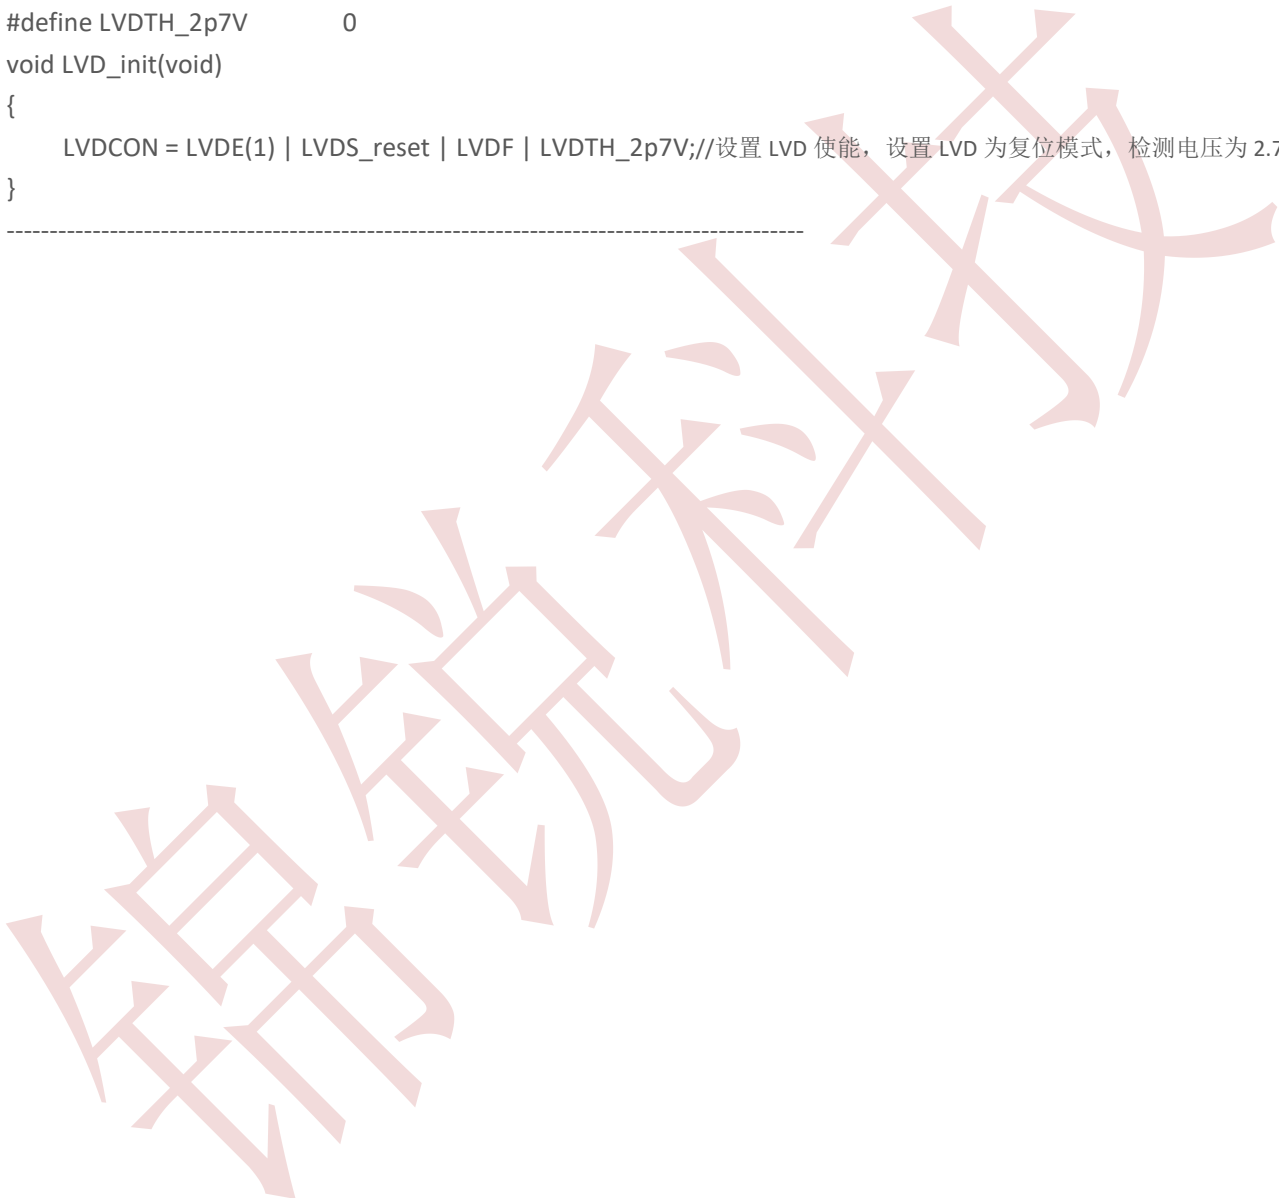 #define LVDTH_2p7V 0
void LVD_init(void)
{
LVDCON = LVDE(1) | LVDS_reset | LVDF | LVDTH_2p7V;//设置 LVD 使能，设置 LVD 为复位模式，检测电压为 2.7
}
---------------------------------------------------------------------------------------------
锦锐科技